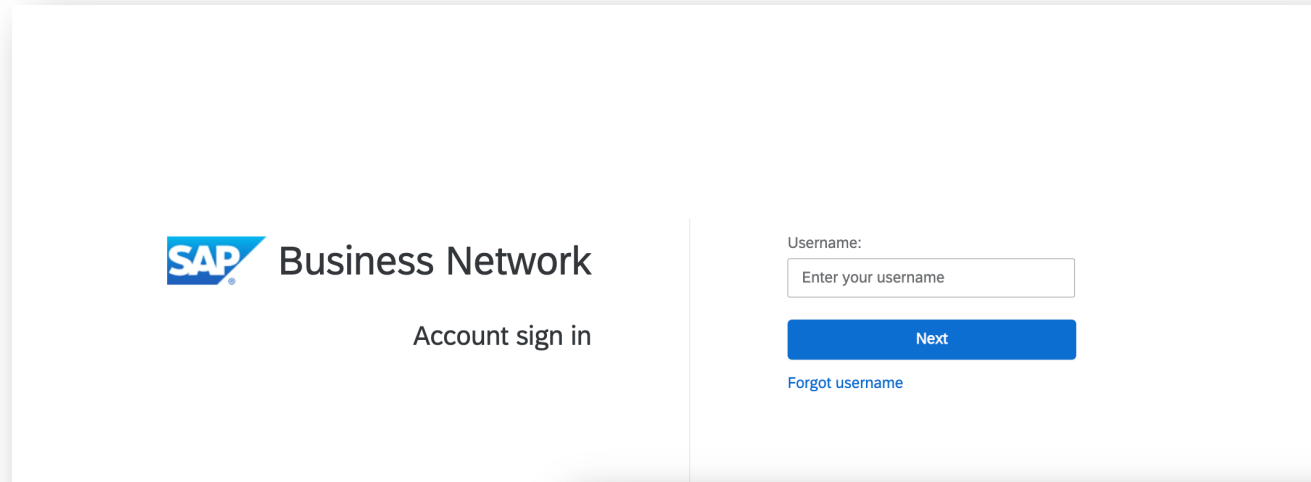 SAP® Business Network
Account sign in
Username:
Enter your username
Next
Forgot username